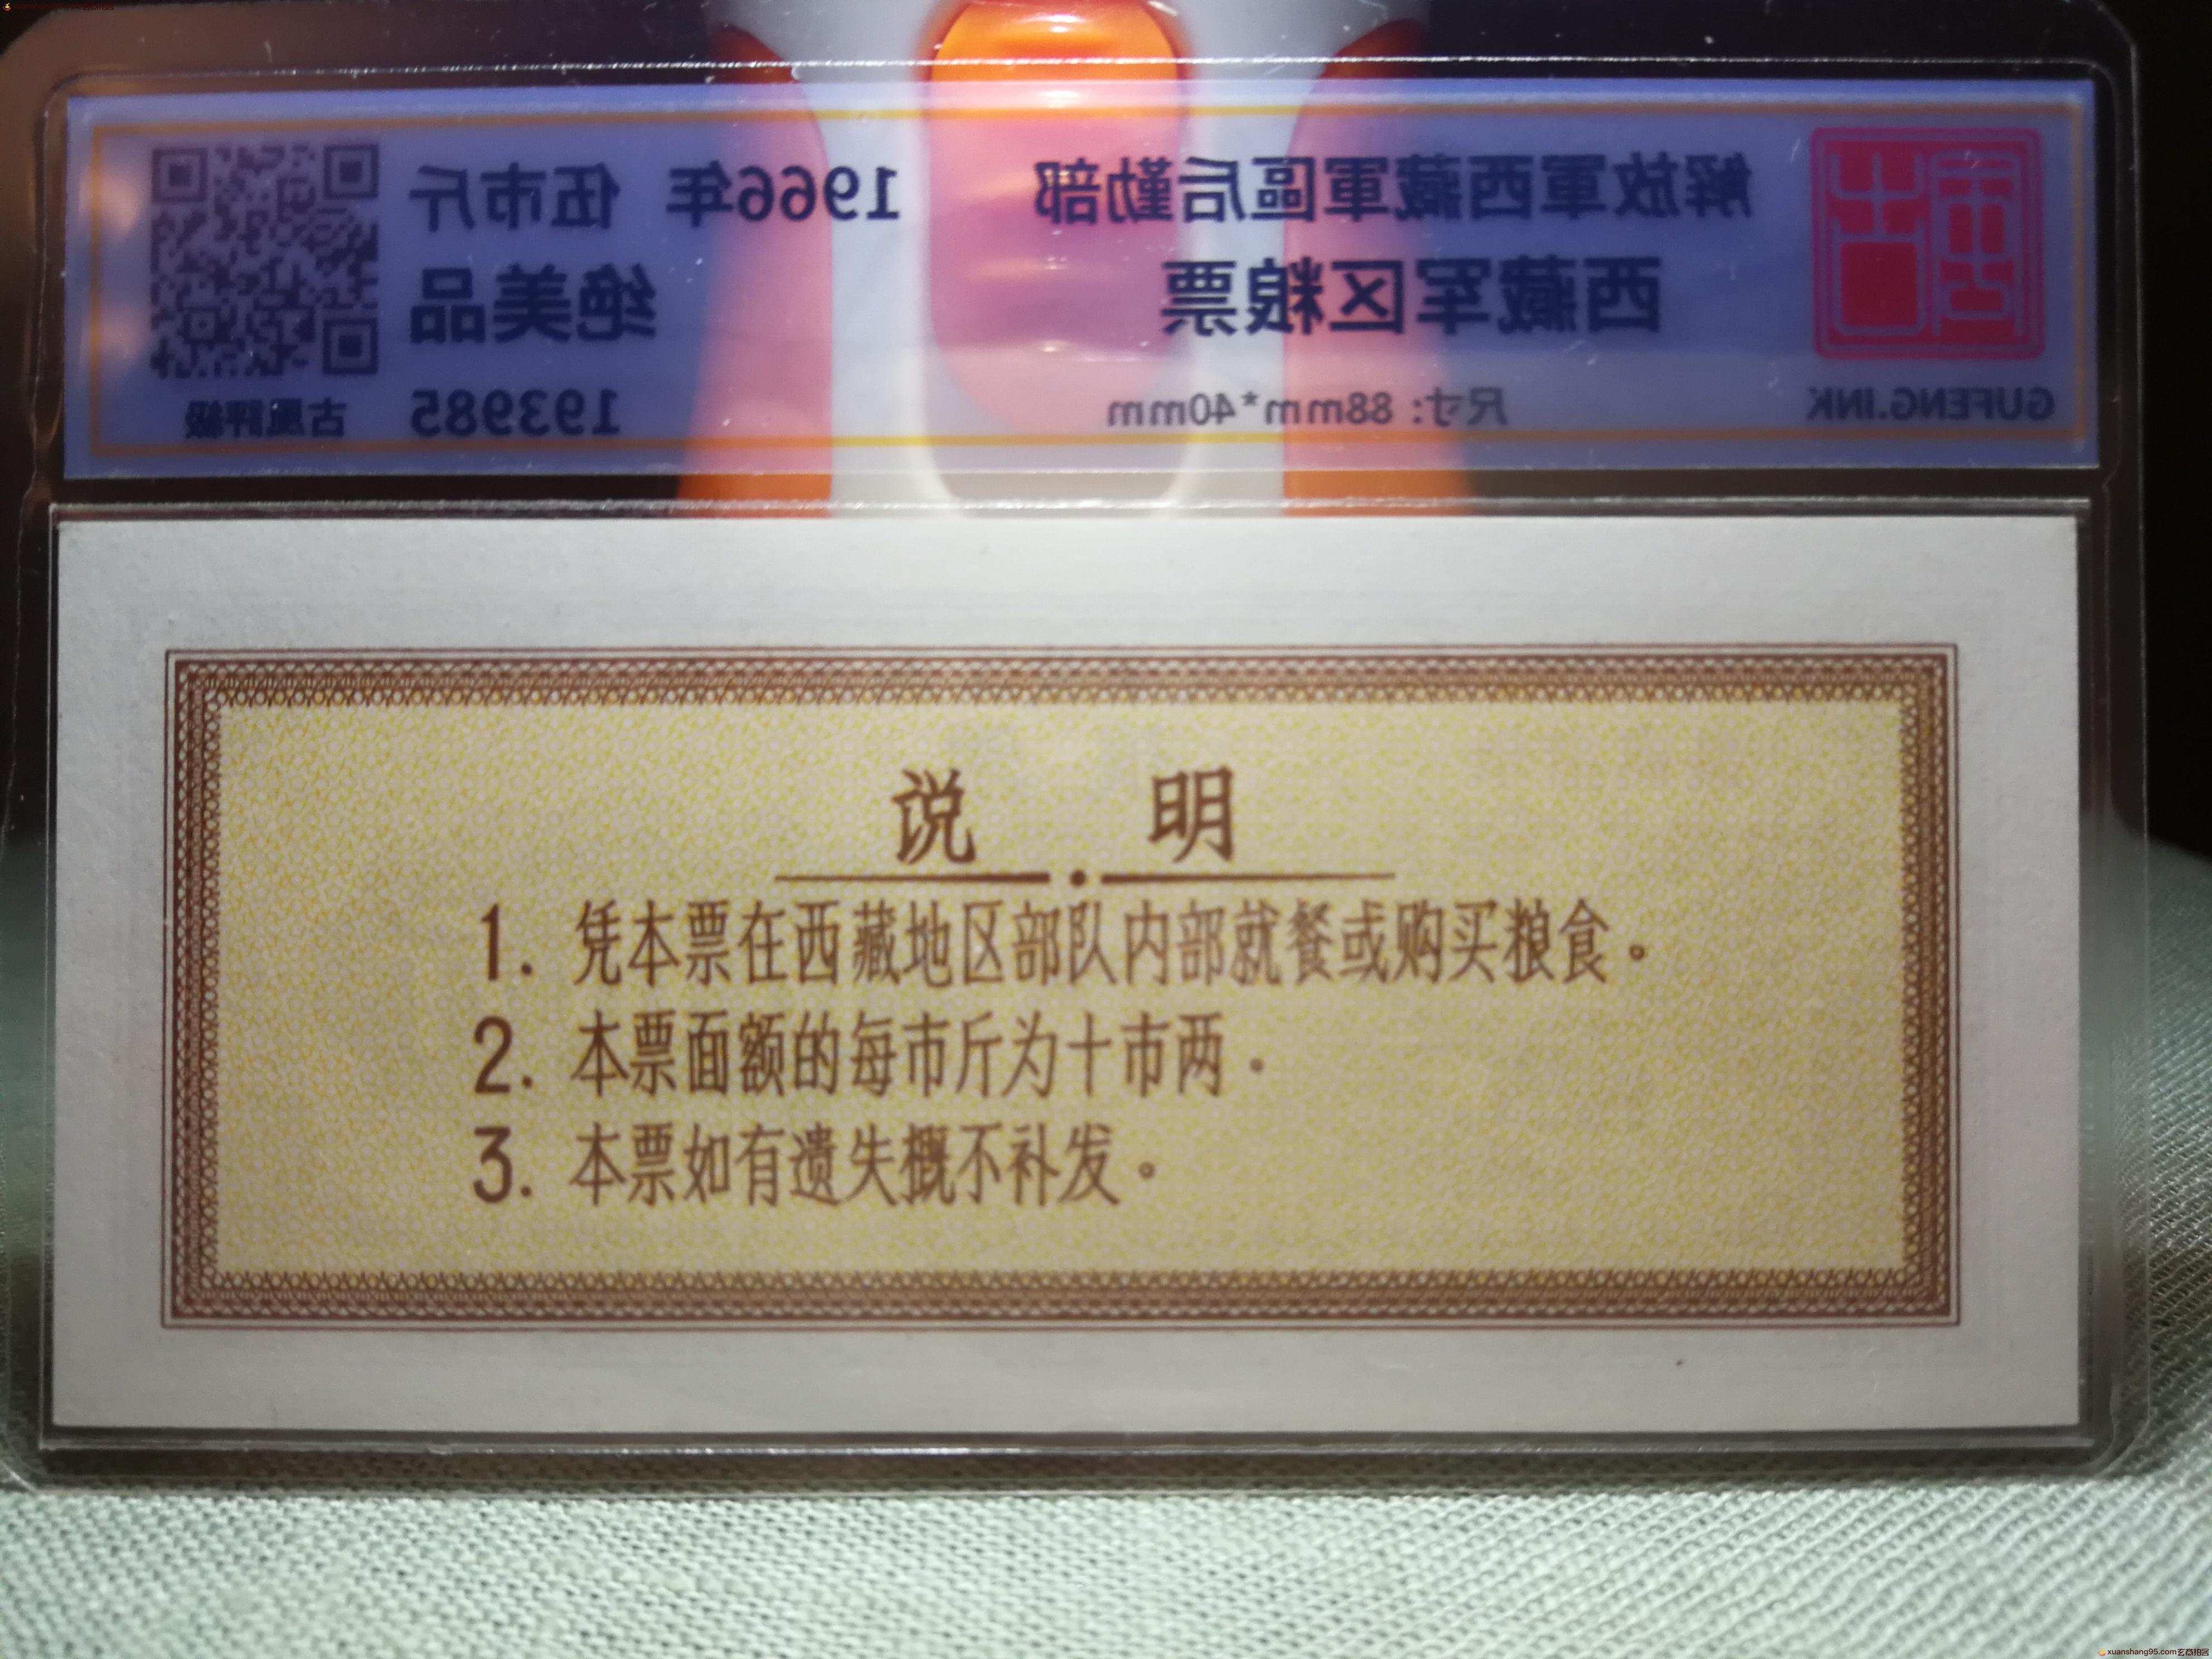 解放軍西藏軍區后勤部 1966年 伍市斤
西藏军区粮票 绝美品
GUFENG.INK 尺寸: 88mm*40mm 193985 古風評級
说 明
1. 凭本票在西藏地区部队内部就餐或购买粮食。
2. 本票面额的每市斤为十市两。
3. 本票如有遗失概不补发。
xuanshang95.com